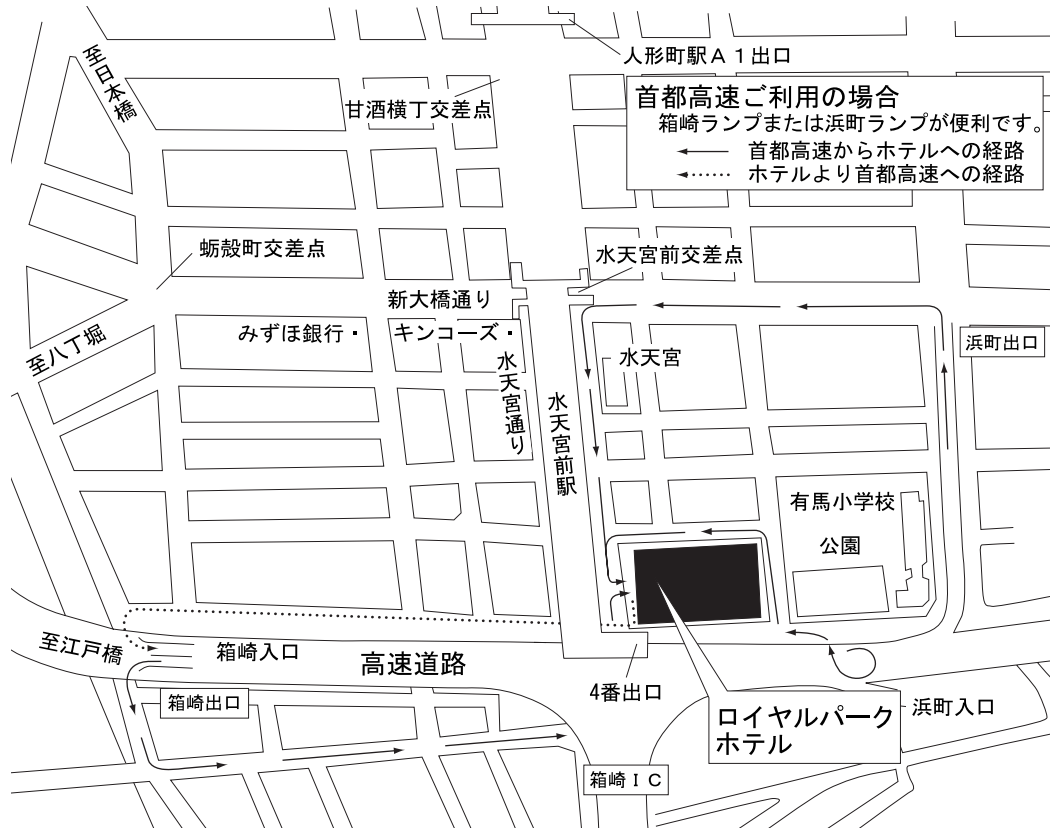 人形町駅Ａ１出口
至日本橋
甘酒横丁交差点
首都高速ご利用の場合
箱崎ランプまたは浜町ランプが便利です。
首都高速からホテルへの経路
ホテルより首都高速への経路
蛎殻町交差点
水天宮前交差点
新大橋通り
みずほ銀行・
キンコーズ・
水天宮
浜町出口
至八丁堀
水天宮通り
水天宮前駅
有馬小学校
公園
至江戸橋
箱崎入口
高速道路
4番出口
箱崎出口
ロイヤルパーク
ホテル
浜町入口
箱崎ＩＣ